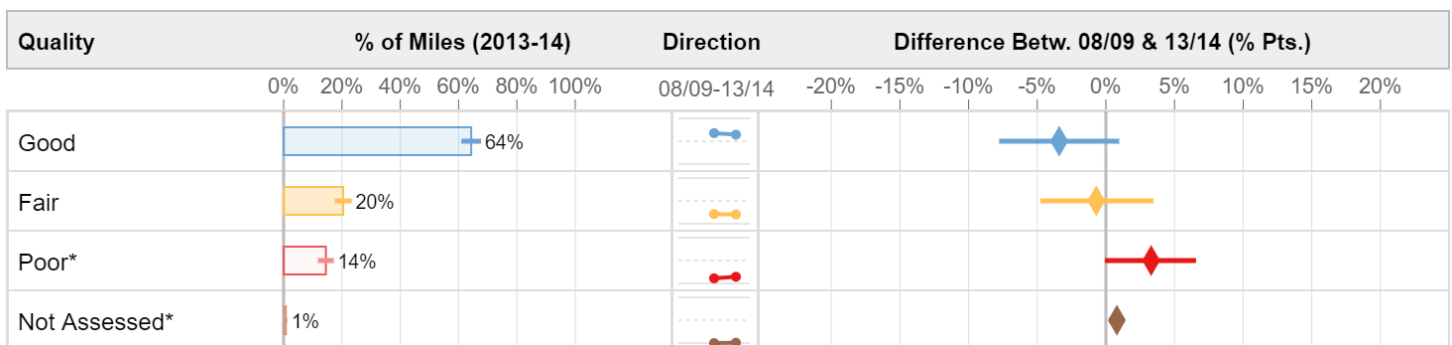 Quality % of Miles (2013-14) Direction Difference Betw. 08/09 & 13/14 (% Pts.)
0% 20% 40% 60% 80% 100% 08/09-13/14 -20% -15% -10% -5% 0% 5% 10% 15% 20%
Good 64%
Fair 20%
Poor* 14%
Not Assessed* 1%